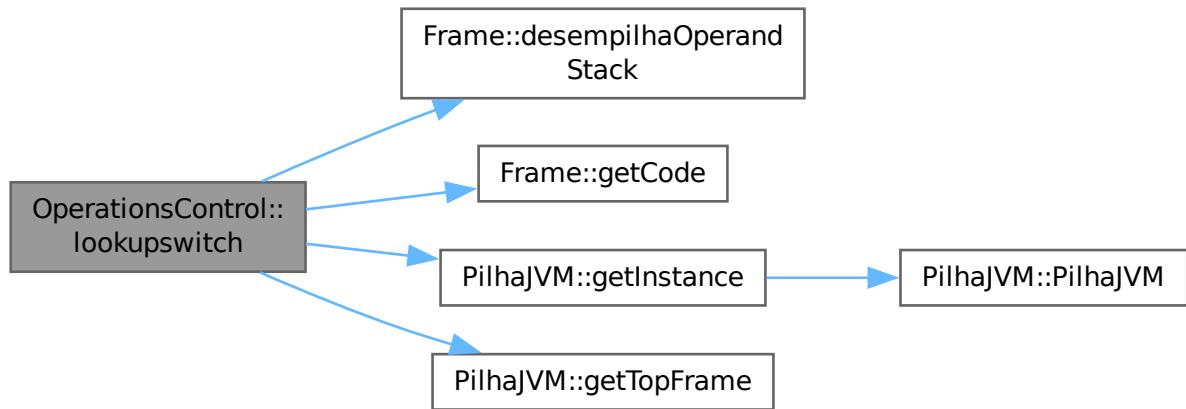 Frame::desempilhaOperand
Stack
Frame::getCode
OperationsControl::
lookupswitch
PilhaJVM::getInstance
PilhaJVM::PilhaJVM
PilhaJVM::getTopFrame